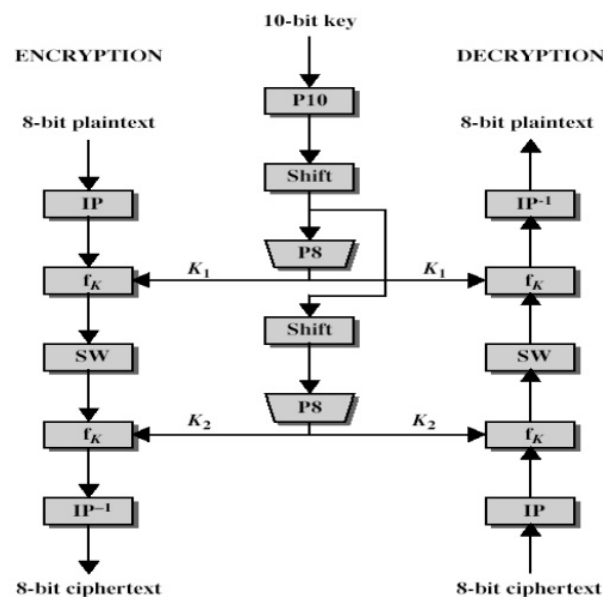 10-bit key
ENCRYPTION
DECRYPTION
P10
8-bit plaintext
8-bit plaintext
Shift
IP
IP-1
P8
fK
K1
K1
fK
Shift
SW
SW
P8
fK
K2
K2
fK
IP–1
IP
8-bit ciphertext
8-bit ciphertext